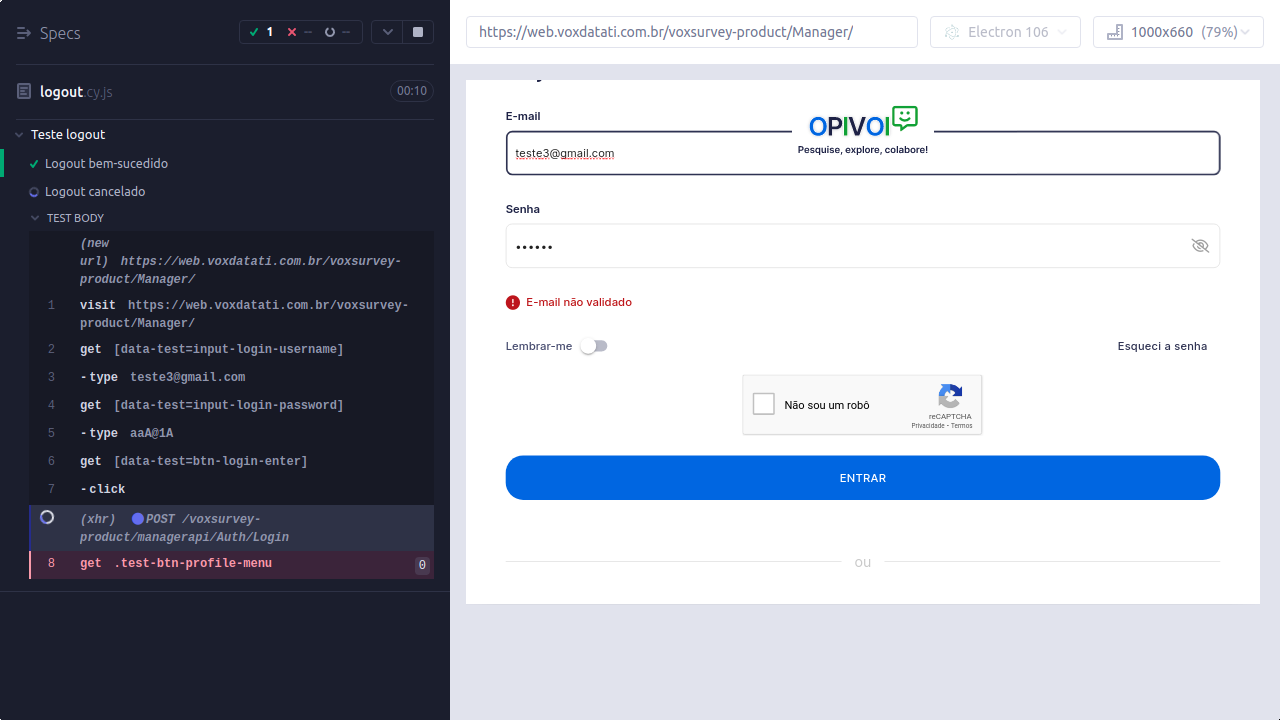 Specs
1
--
--
https://web.voxdatati.com.br/voxsurvey-product/Manager/
Electron 106
1000x660 (79%)
logout.cy.js
00:10
Teste logout
Logout bem-sucedido
Logout cancelado
TEST BODY
(new
url) https://web.voxdatati.com.br/voxsurvey-
product/Manager/
1 visit https://web.voxdatati.com.br/voxsurvey-
product/Manager/
2 get [data-test=input-login-username]
3 -type teste3@gmail.com
4 get [data-test=input-login-password]
5 -type aaA@1A
6 get [data-test=btn-login-enter]
7 -click
(xhr) POST /voxsurvey-
product/managerapi/Auth/Login
8 get .test-btn-profile-menu 0
E-mail
OPIVOI
Pesquise, explore, colabore!
teste3@gmail.com
Senha
••••••
E-mail não validado
Lembrar-me
Esqueci a senha
Não sou um robô
reCAPTCHA
Privacidade - Termos
ENTRAR
ou